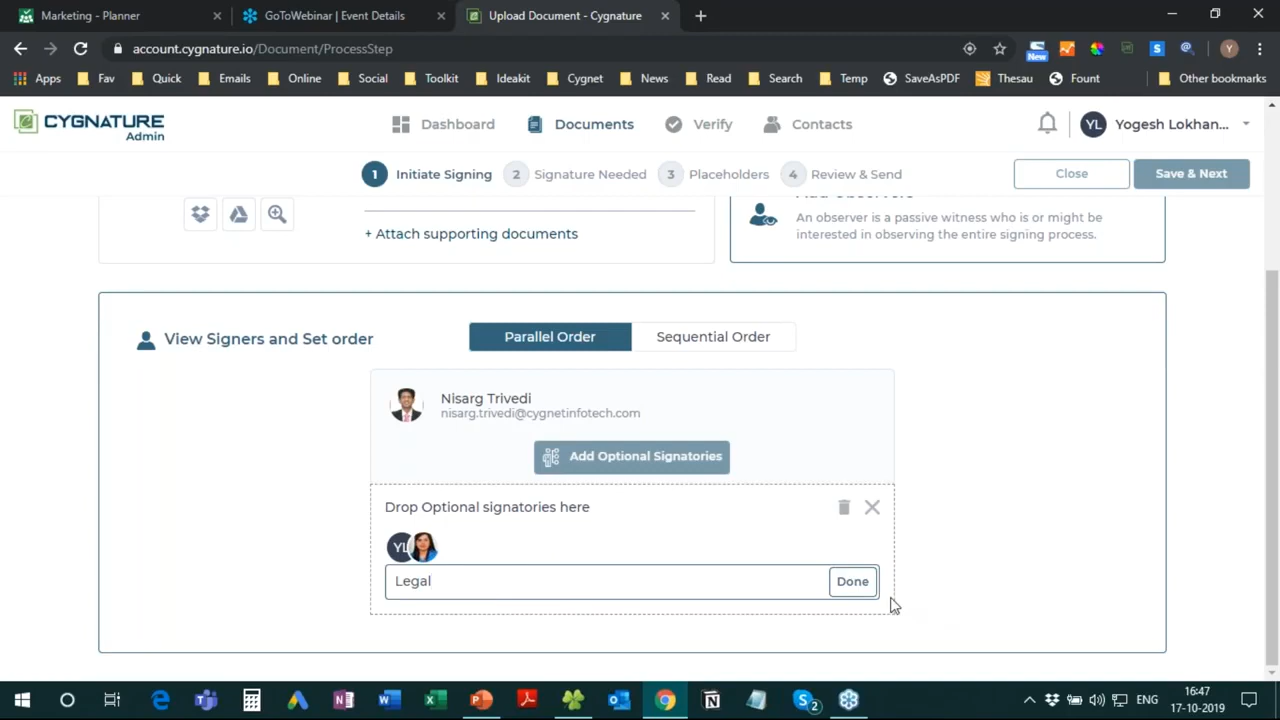 Marketing - Planner
GoToWebinar | Event Details
Upload Document - Cygnature
account.cygnature.io/Document/ProcessStep
New
S
Y
Apps Fav Quick Emails Online Social Toolkit Ideakit Cygnet News Read Search Temp SaveAsPDF Thesau Fount Other bookmarks
CYGNATURE
Admin
Dashboard Documents Verify Contacts
YL Yogesh Lokhan...
1 Initiate Signing 2 Signature Needed 3 Placeholders 4 Review & Send
Close Save & Next
+ Attach supporting documents
Add Observers
An observer is a passive witness who is or might be
interested in observing the entire signing process.
View Signers and Set order
Parallel Order Sequential Order
Nisarg Trivedi
nisarg.trivedi@cygnetinfotech.com
Add Optional Signatories
Drop Optional signatories here
YL
Legal Done
ENG
16:47
17-10-2019
2